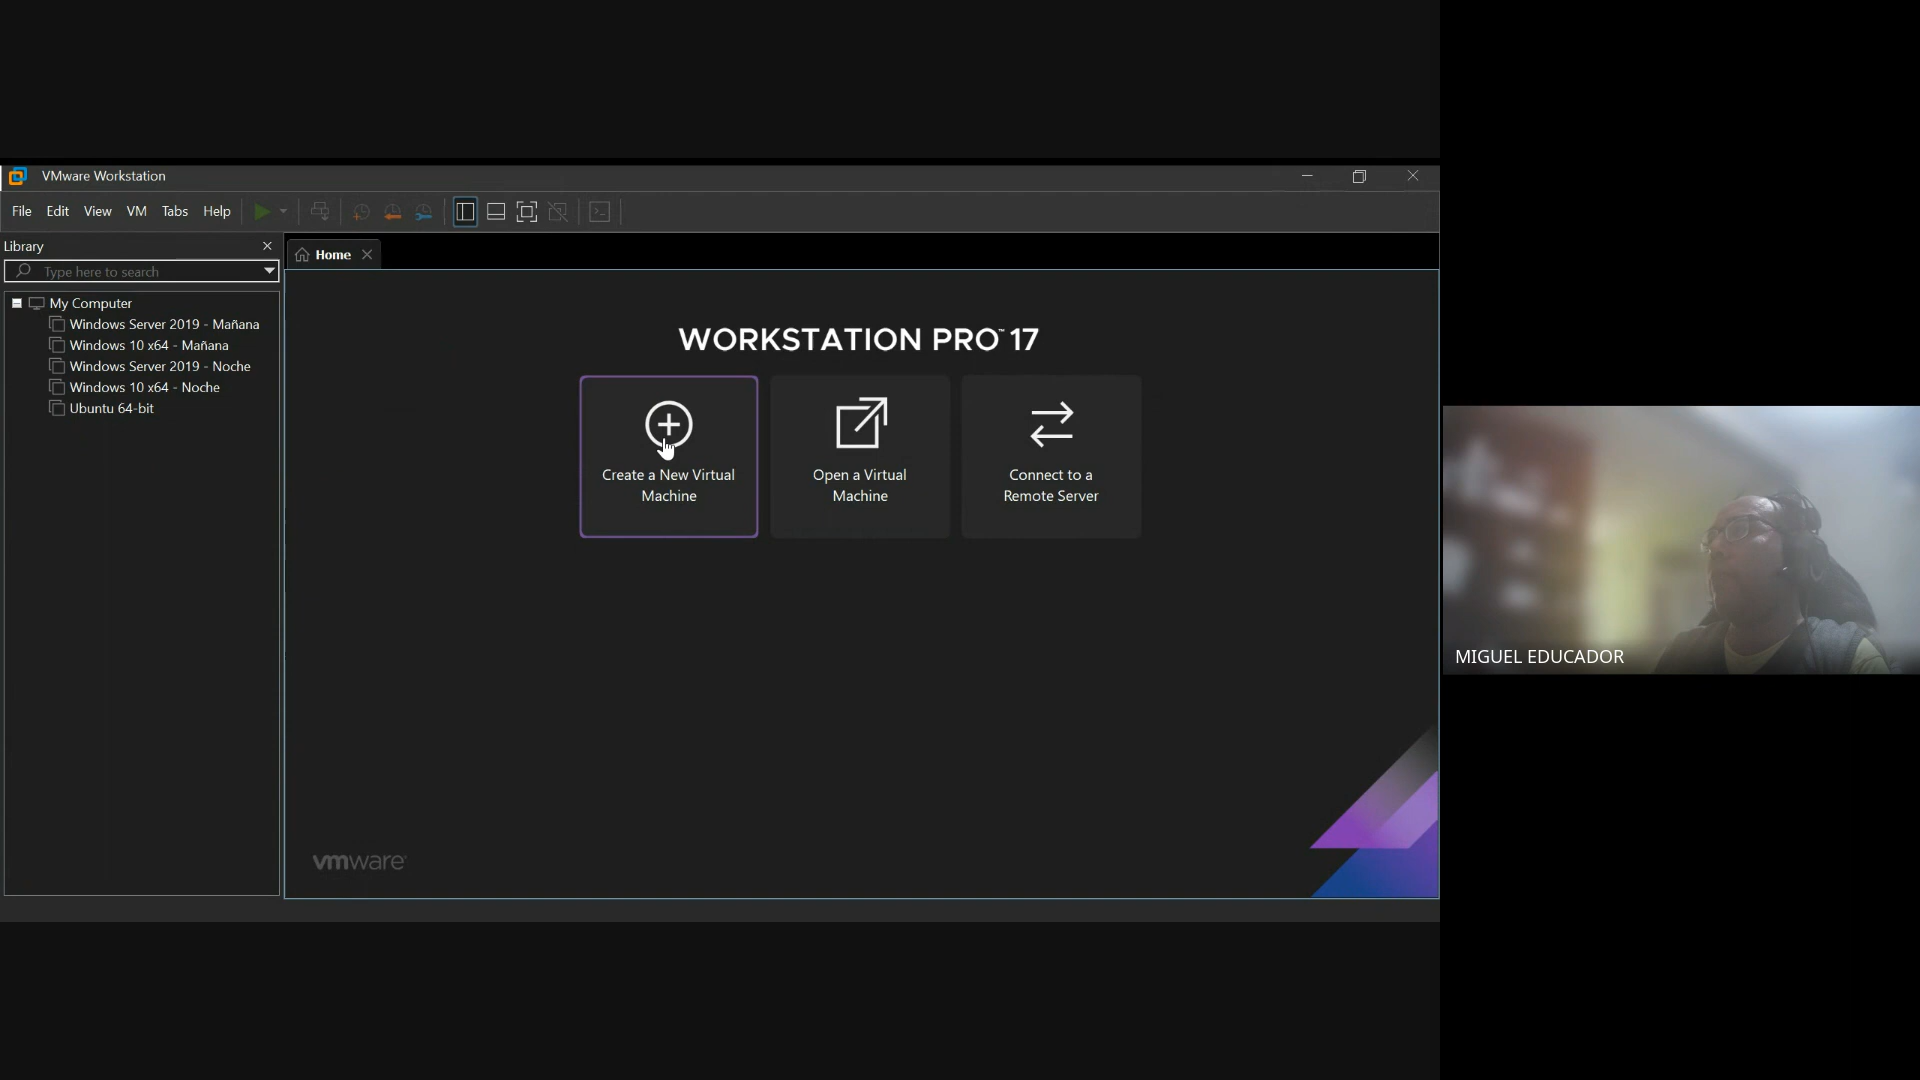 VMware Workstation
File Edit View VM Tabs Help
Library
Type here to search
My Computer
Windows Server 2019 - Mañana
Windows 10 x64 - Mañana
Windows Server 2019 - Noche
Windows 10 x64 - Noche
Ubuntu 64-bit
Home
WORKSTATION PRO™ 17
Create a New Virtual
Machine
Open a Virtual
Machine
Connect to a
Remote Server
vmware®
MIGUEL EDUCADOR